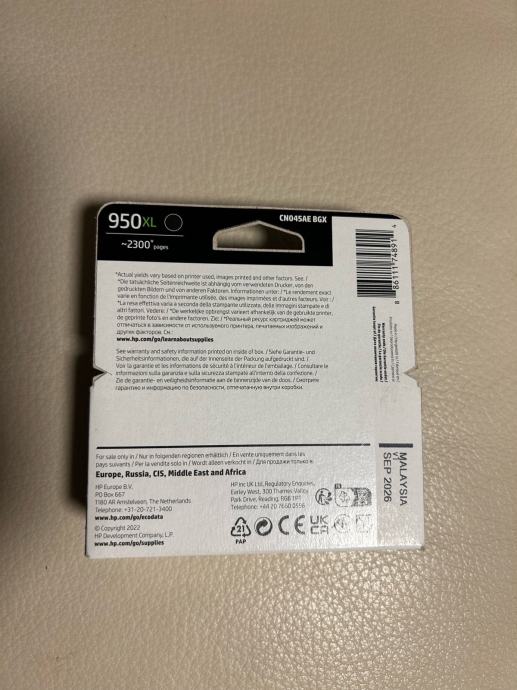 950XL
~2300* pages
CN045AE BGX
*Actual yields vary based on printer used, images printed and other factors. See: /
*Die tatsächliche Seitenreichweite ist abhängig vom verwendeten Drucker, von den
gedruckten Bildern und von anderen Faktoren. Informationen unter: / *Le rendement exact
varie en fonction de l'imprimante utilisée, des images imprimées et d'autres facteurs. Voir : /
*La resa effettiva varia a seconda della stampante utilizzata, delle immagini stampate e di
altri fattori. Vedere: / *De werkelijke opbrengst varieert afhankelijk van de gebruikte printer,
de geprinte foto's en andere factoren. Zie: / *Реальный ресурс картриджей может
отличаться в зависимости от используемого принтера, печатаемых изображений и
других факторов. См.:
www.hp.com/go/learnaboutsupplies
See warranty and safety information printed on inside of box. / Siehe Garantie- und
Sicherheitsinformationen, die auf der Innenseite der Packung aufgedruckt sind. /
Voir la garantie et les informations de sécurité à l'intérieur de l'emballage. / Consultare le
informazioni sulla garanzia e sulla sicurezza stampate all'interno della confezione. /
Zie de garantie- en veiligheidsinformatie aan de binnenzijde van de doos. / Смотрите
гарантию и информацию по безопасности, отпечатанную внутри коробки.
For sale only in / Nur in folgenden regionen erhältlich / En vente uniquement dans les
pays suivants / Per la vendita solo in / Wordt alleen verkocht in / Для продажи только в:
Europe, Russia, CIS, Middle East and Africa
HP Europe B.V.
PO Box 667
1180 AR Amstelveen, The Netherlands
Telephone: +31-20-721-3400
www.hp.com/go/ecodata
© Copyright 2022
HP Development Company, L.P.
www.hp.com/go/supplies
HP Inc UK Ltd, Regulatory Enquiries,
Earley West, 300 Thames Valley
Park Drive, Reading, RG6 1PT
Telephone: +44 20 7660 0596
21
PAP
CE
UK
CA
8 86111 74891 4
MALAYSIA
V1
SEP 2026